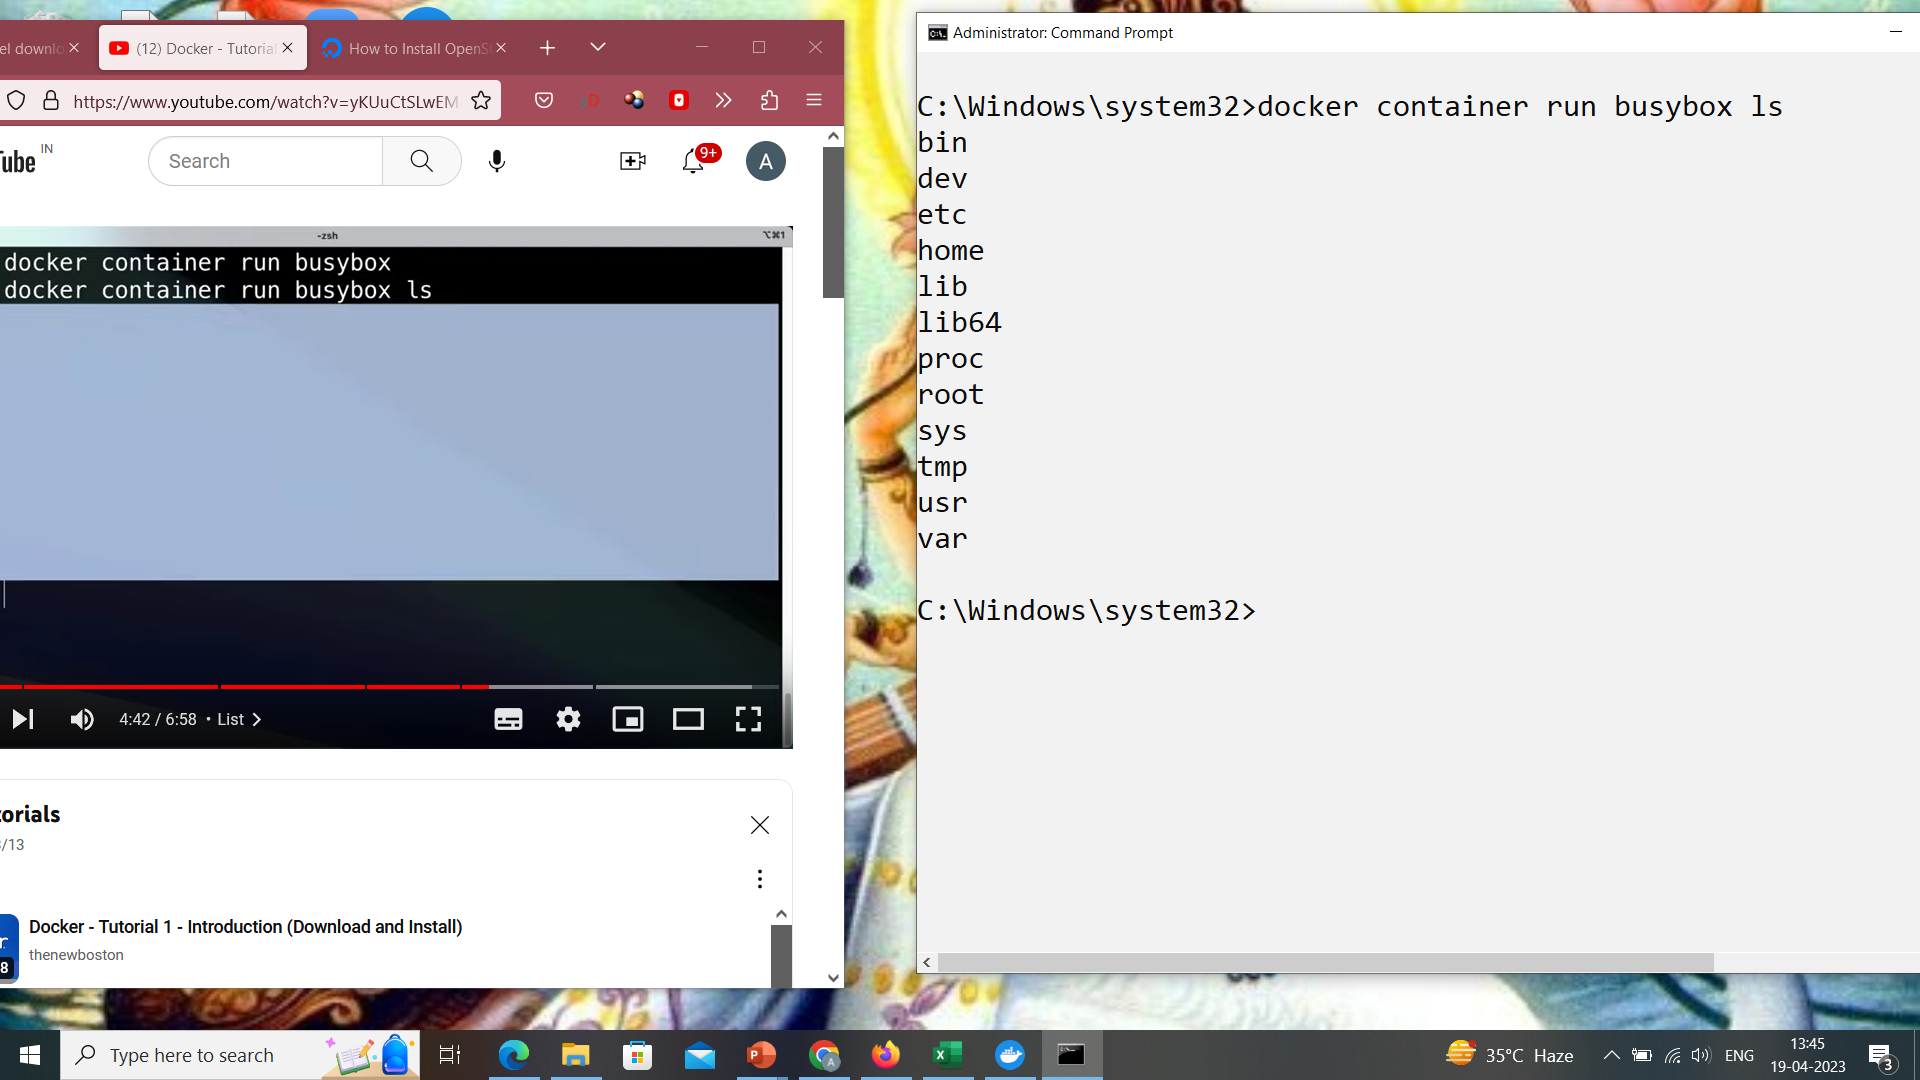 el downlo
(12) Docker - Tutorial
How to Install OpenS
https://www.youtube.com/watch?v=yKUuCtSLwEM
Tube IN
Search
9+
A
-zsh
⌥⌘1
docker container run busybox
docker container run busybox ls
4:42 / 6:58 • List
torials
/13
Docker - Tutorial 1 - Introduction (Download and Install)
thenewboston
r
8
Administrator: Command Prompt
C:\Windows\system32>docker container run busybox ls
bin
dev
etc
home
lib
lib64
proc
root
sys
tmp
usr
var
C:\Windows\system32>
Type here to search
35°C Haze
ENG
13:45
19-04-2023
3